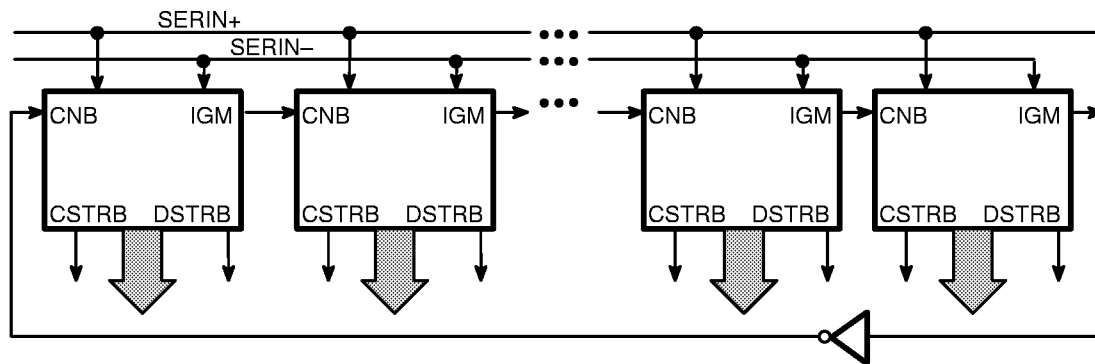 SERIN+
SERIN–
CNB IGM CNB IGM CNB IGM CNB IGM
CSTRB DSTRB CSTRB DSTRB CSTRB DSTRB CSTRB DSTRB